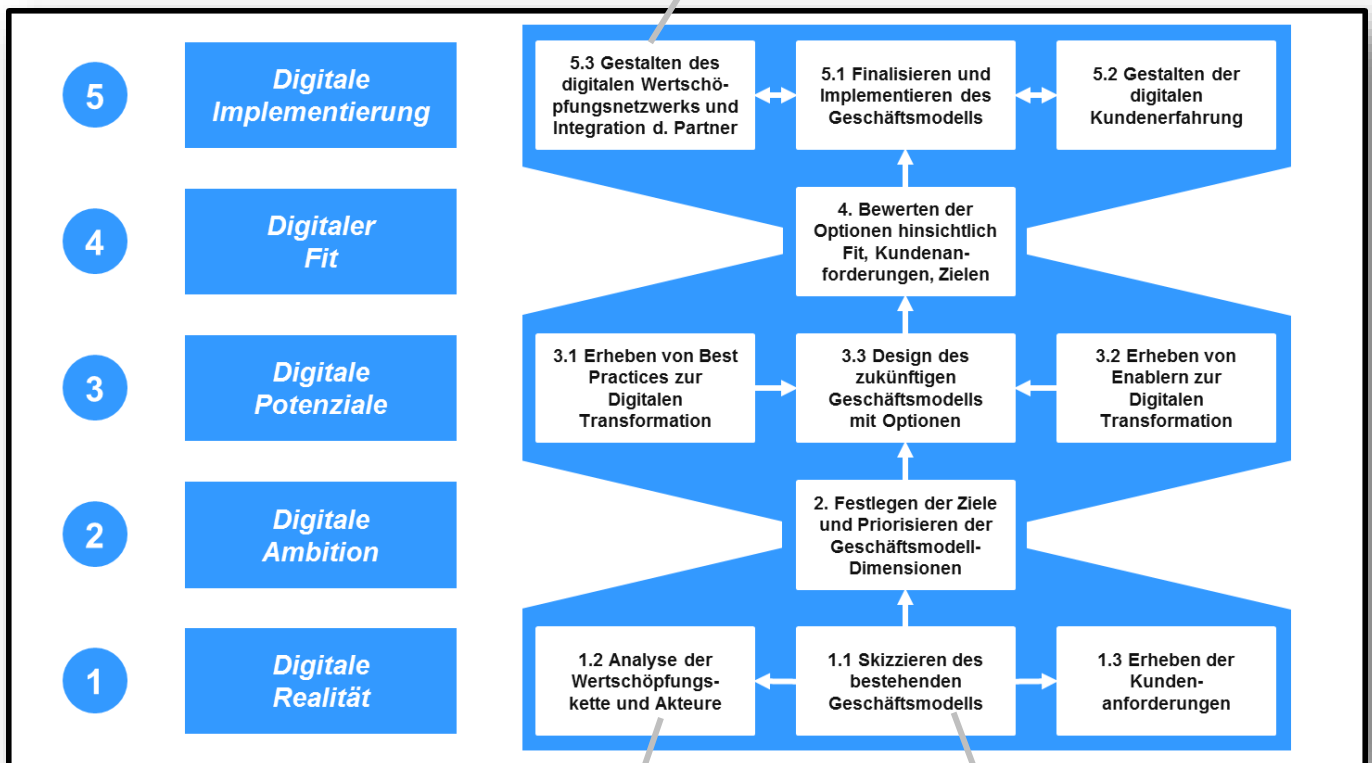 5
Digitale
Implementierung
5.3 Gestalten des
digitalen Wertschö-
pfungsnetzwerks und
Integration d. Partner
5.1 Finalisieren und
Implementieren des
Geschäftsmodells
5.2 Gestalten der
digitalen
Kundenerfahrung
4
Digitaler
Fit
4. Bewerten der
Optionen hinsichtlich
Fit, Kundenan-
forderungen, Zielen
3
Digitale
Potenziale
3.1 Erheben von Best
Practices zur
Digitalen
Transformation
3.3 Design des
zukünftigen
Geschäftsmodells
mit Optionen
3.2 Erheben von
Enablern zur
Digitalen
Transformation
2
Digitale
Ambition
2. Festlegen der Ziele
und Priorisieren der
Geschäftsmodell-
Dimensionen
1
Digitale
Realität
1.2 Analyse der
Wertschöpfungs-
kette und Akteure
1.1 Skizzieren des
bestehenden
Geschäftsmodells
1.3 Erheben der
Kunden-
anforderungen